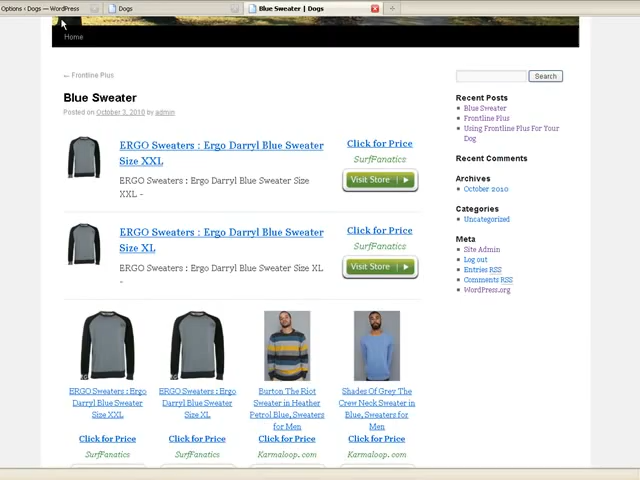 Options ‹ Dogs — WordPress
Dogs
Blue Sweater | Dogs
Home
← Frontline Plus
Search
Blue Sweater
Posted on October 3, 2010 by admin
ERGO Sweaters : Ergo Darryl Blue Sweater
Size XXL
ERGO Sweaters : Ergo Darryl Blue Sweater Size
XXL -
Click for Price
SurfFanatics
Visit Store
ERGO Sweaters : Ergo Darryl Blue Sweater
Size XL
ERGO Sweaters : Ergo Darryl Blue Sweater Size XL
-
Click for Price
SurfFanatics
Visit Store
ERGO Sweaters : Ergo
Darryl Blue Sweater
Size XXL
Click for Price
SurfFanatics
ERGO Sweaters : Ergo
Darryl Blue Sweater
Size XL
Click for Price
SurfFanatics
Burton The Riot
Sweater in Heather
Petrol Blue, Sweaters
for Men
Click for Price
Karmaloop.com
Shades Of Grey The
Crew Neck Sweater in
Blue, Sweaters for
Men
Click for Price
Karmaloop.com
Recent Posts
Blue Sweater
Frontline Plus
Using Frontline Plus For Your
Dog
Recent Comments
Archives
October 2010
Categories
Uncategorized
Meta
Site Admin
Log out
Entries RSS
Comments RSS
WordPress.org